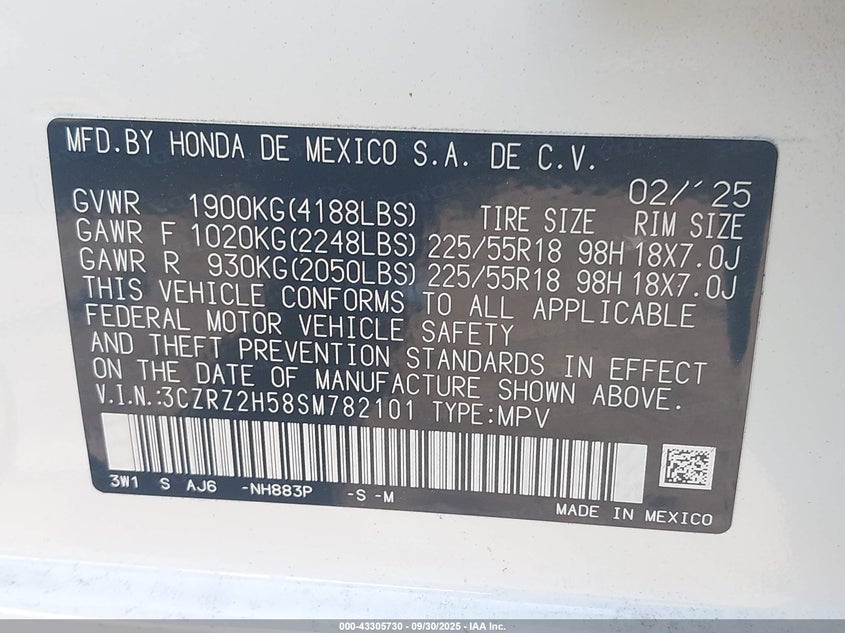 MFD.BY HONDA DE MEXICO S.A. DE C.V.
02/'25
GVWR 1900KG(4188LBS) TIRE SIZE RIM SIZE
GAWR F 1020KG(2248LBS) 225/55R18 98H 18X7.0J
GAWR R 930KG(2050LBS) 225/55R18 98H 18X7.0J
THIS VEHICLE CONFORMS TO ALL APPLICABLE
FEDERAL MOTOR VEHICLE SAFETY
AND THEFT PREVENTION STANDARDS IN EFFECT
ON THE DATE OF MANUFACTURE SHOWN ABOVE.
V.I.N.:3CZRZ2H58SM782101 TYPE:MPV
3W1 S AJ6 -NH883P -S -M
MADE IN MEXICO
000-43305730 - 09/30/2025 - IAA Inc.